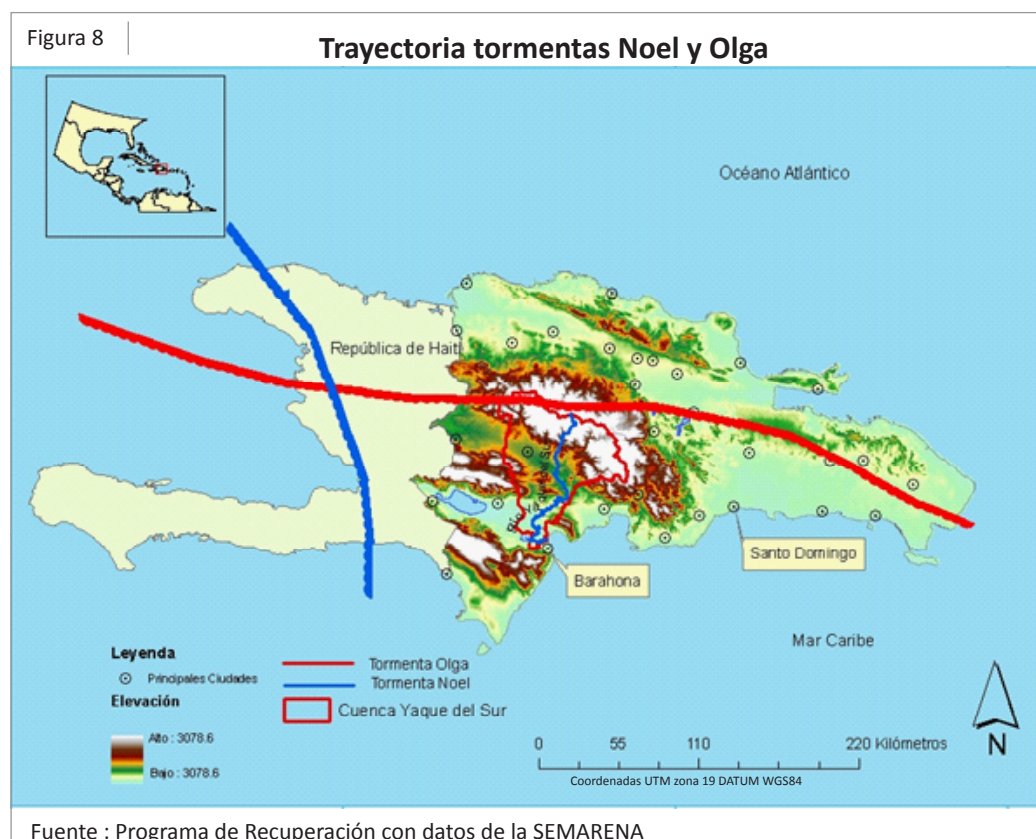 Figura 8
Trayectoria tormentas Noel y Olga
Océano Atlántico
República de Haití
Santo Domingo
Barahona
Mar Caribe
Leyenda
Principales Ciudades
Tormenta Olga
Tormenta Noel
Elevación
Cuenca Yaque del Sur
Alto : 3078.6
Bajo : 3078.6
0 55 110 220 Kilómetros
Coordenadas UTM zona 19 DATUM WGS84
N
Fuente : Programa de Recuperación con datos de la SEMARENA